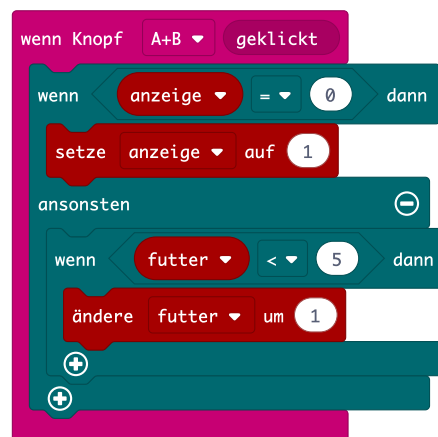 wenn Knopf A+B geklickt
wenn anzeige = 0 dann
setze anzeige auf 1
ansonsten
wenn futter < 5 dann
ändere futter um 1